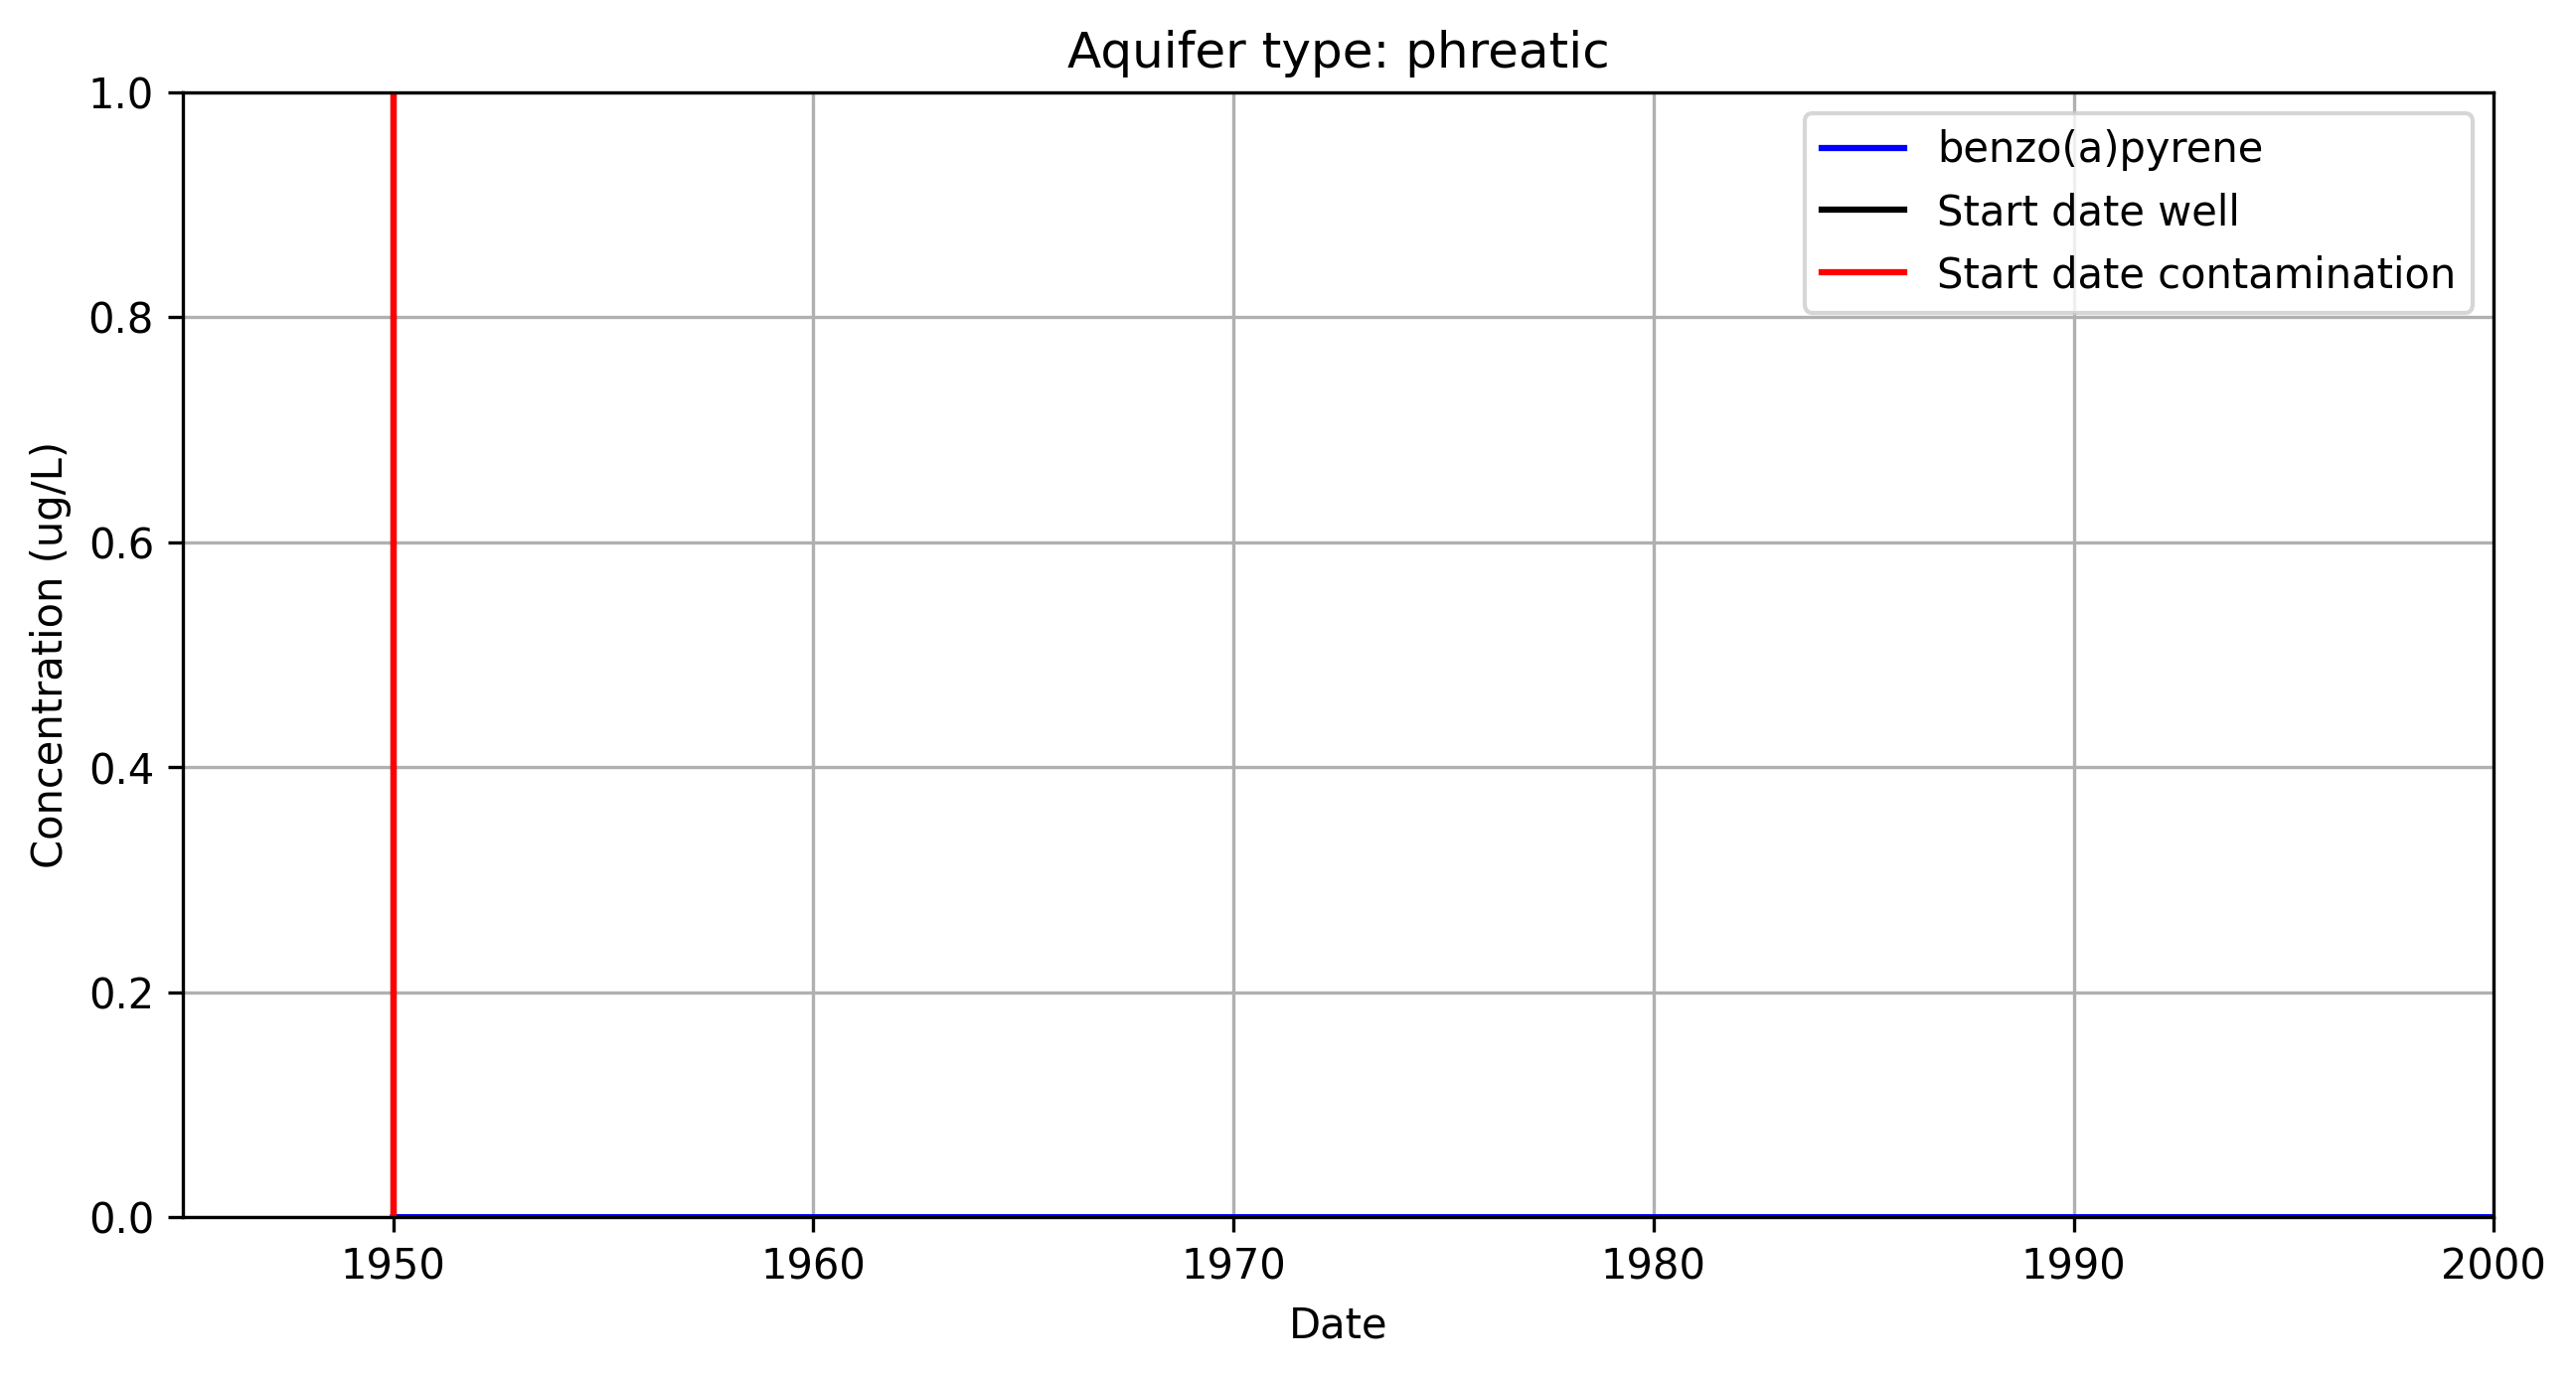 Aquifer type: phreatic
1.0
0.8
0.6
0.4
0.2
0.0
Concentration (ug/L)
benzo(a)pyrene
Start date well
Start date contamination
1950 1960 1970 1980 1990 2000
Date